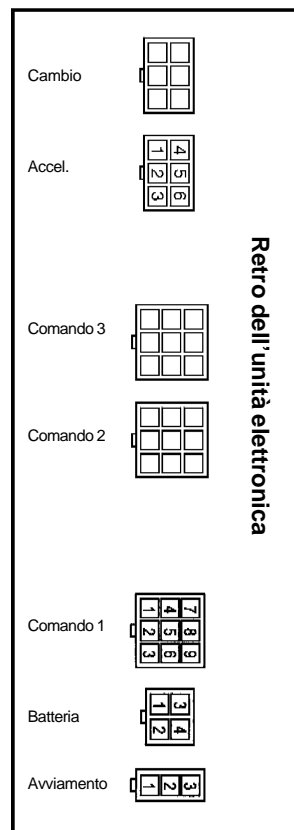 Cambio
Accel.
1 4
2 5
3 6
Comando 3
Comando 2
Comando 1
1 4 7
2 5 8
3 6 9
Batteria
1 3
2 4
Avviamento
1 2 3
Retro dell'unità elettronica